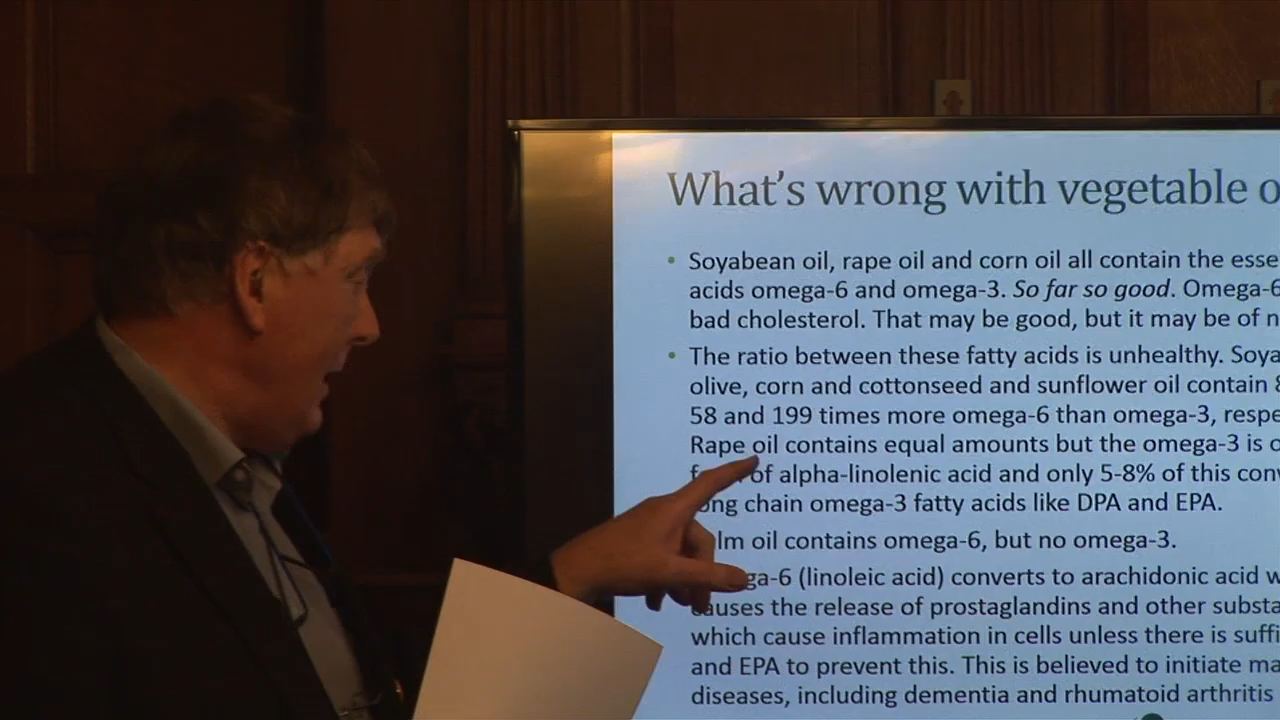 What's wrong with vegetable
Soyabean oil, rape oil and corn oil all contain the
acids omega-6 and omega-3. So far so good. Omega-6
bad cholesterol. That may be good, but it may be of
The ratio between these fatty acids is unhealthy.
olive, corn and cottonseed and sunflower oil contain
58 and 199 times more omega-6 than omega-3,
Rape oil contains equal amounts but the omega-3 is
of alpha-linolenic acid and only 5-8% of this
chain omega-3 fatty acids like DPA and EPA.
oil contains omega-6, but no omega-3.
(linoleic acid) converts to arachidonic acid
causes the release of prostaglandins and other
which cause inflammation in cells unless there is
and EPA to prevent this. This is believed to initiate
diseases, including dementia and rhumatoid arthritis